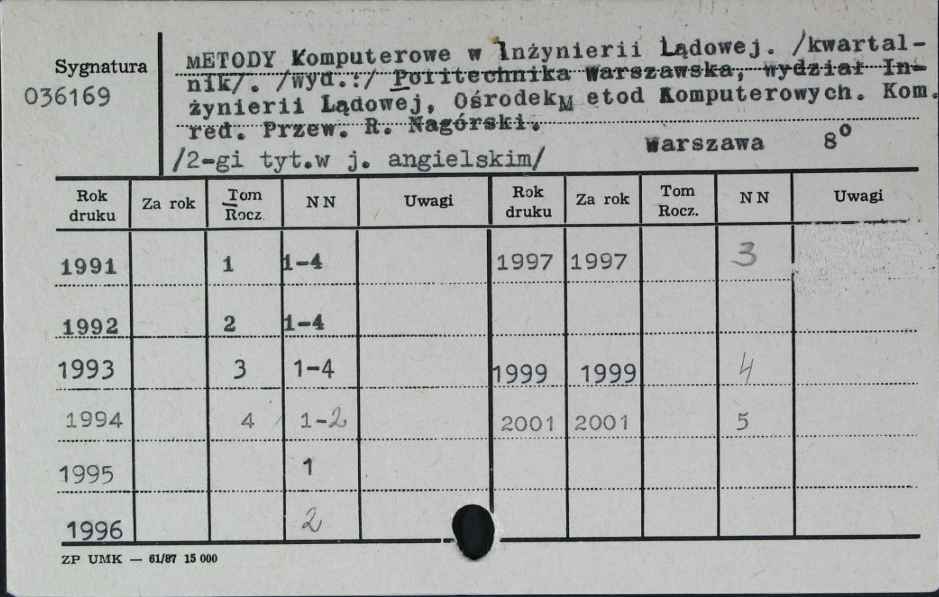 Sygnatura
036169
METODY Komputerowe w Inżynierii Lądowej. /kwartal-
nik/. /wyd.:/ Politechnika Warszawska, wydział In-
żynierii Lądowej, Ośrodek Metod Komputerowych. Kom.
red. Przew. R. Nagórski.
/2-gi tyt.w j. angielskim/ Warszawa 8°
Rok druku Za rok Tom Rocz. NN Uwagi Rok druku Za rok Tom Rocz. NN Uwagi
1991 1 1-4 1997 1997 3
1992 2 1-4
1993 3 1-4 1999 1999 4
1994 4 1-2 2001 2001 5
1995 1
1996 2
ZP UMK — 61/87 15 000